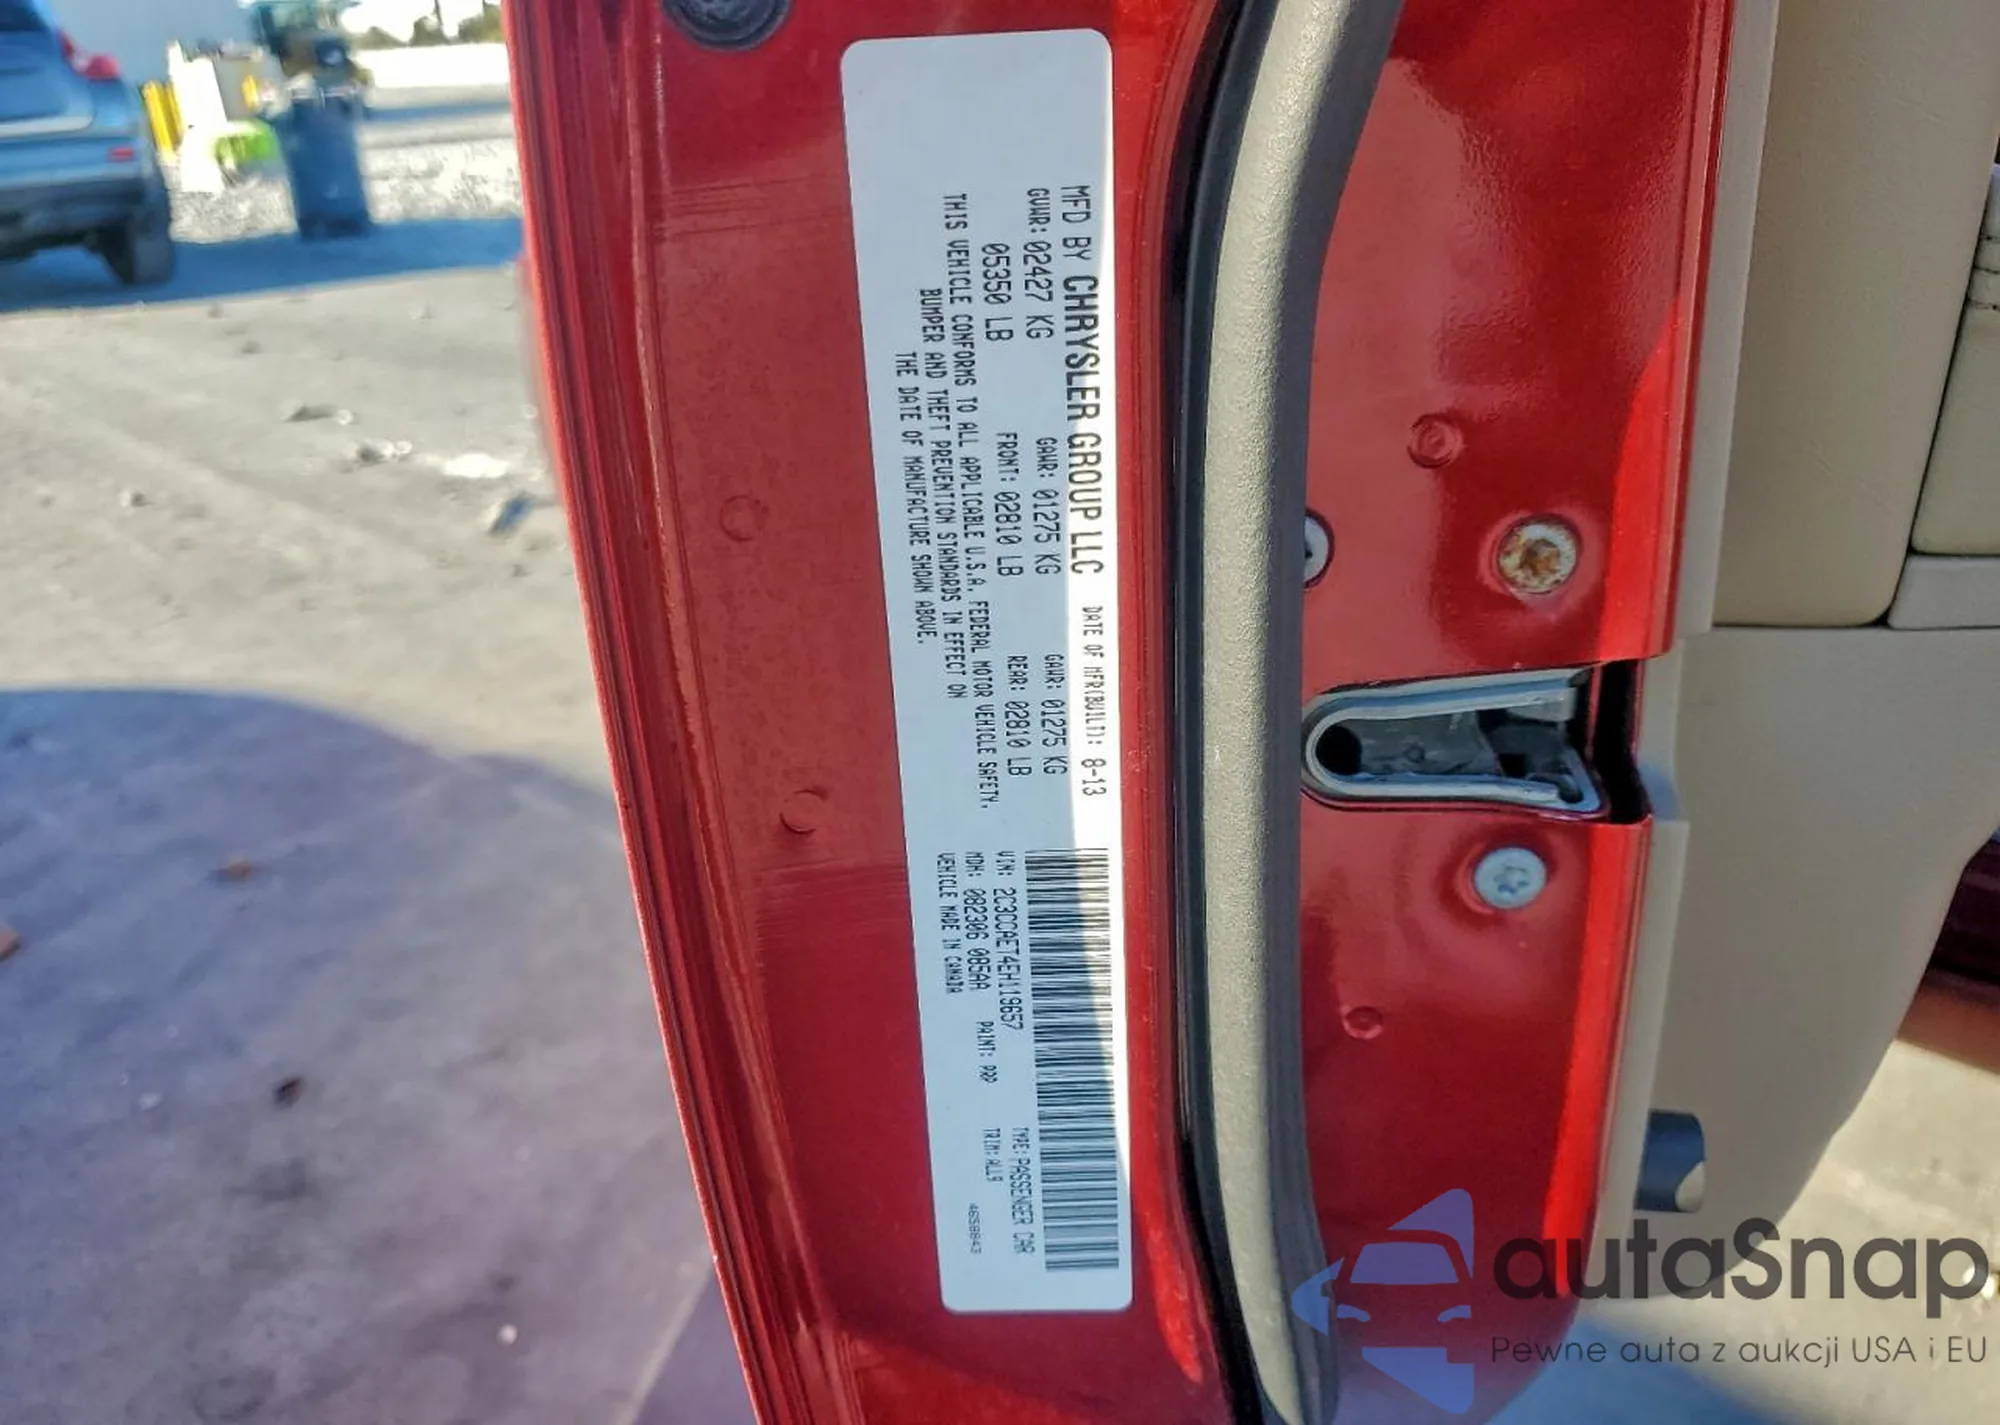 MFD BY CHRYSLER GROUP LLC DATE OF MFR(BUILT): 8-13
GVWR: 02427 KG GAWR: 01275 KG GAWR: 01275 KG
05350 LB FRONT: 02810 LB REAR: 02810 LB
THIS VEHICLE CONFORMS TO ALL APPLICABLE U.S.A. FEDERAL MOTOR VEHICLE SAFETY,
BUMPER AND THEFT PREVENTION STANDARDS IN EFFECT ON
THE DATE OF MANUFACTURE SHOWN ABOVE.
VIN: 2C3CCAET4EH119657 TYPE: PASSENGER CAR
MDH: 082306 085AA PAINT: PRP TRIM: ALL9
VEHICLE MADE IN CANADA
4658843
autaSnap
Pewne auta z aukcji USA i EU